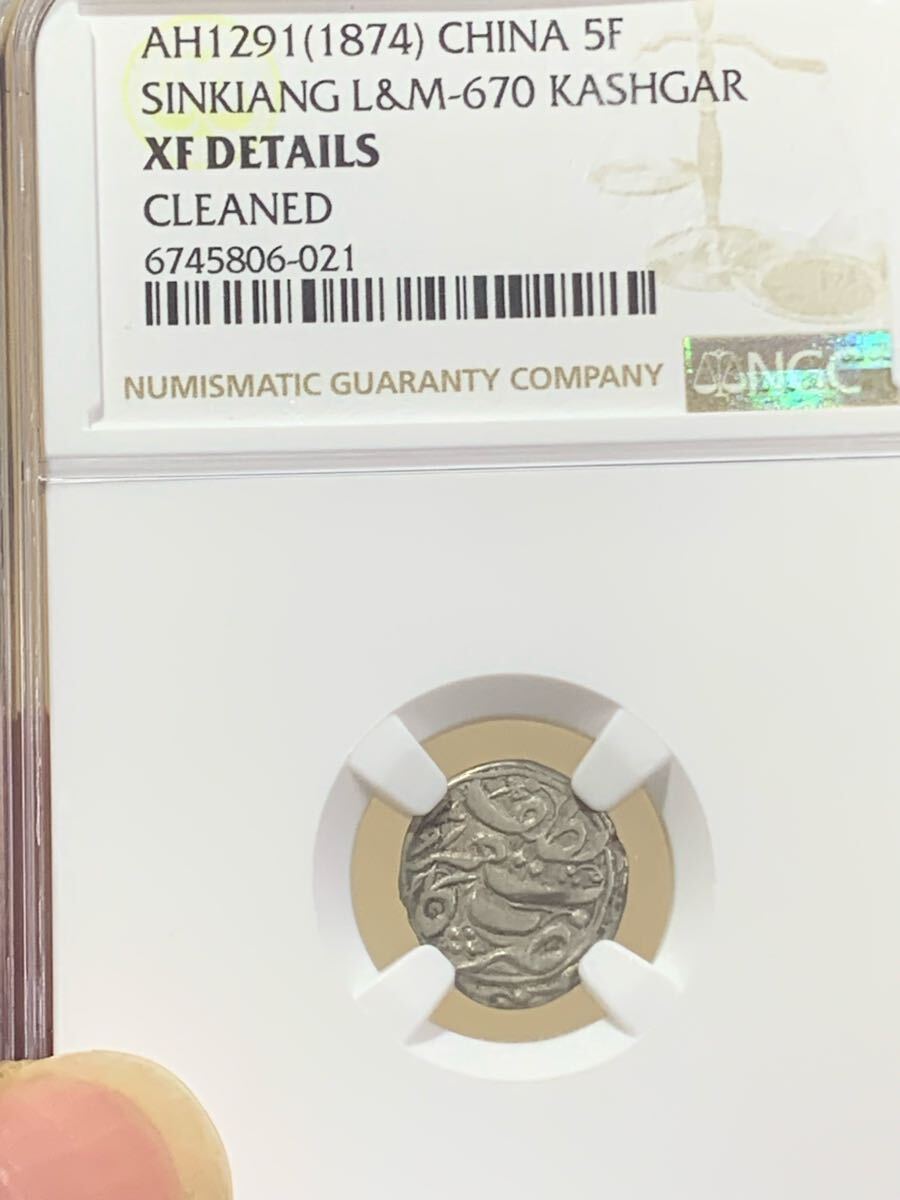 AH1291(1874) CHINA 5F
SINKIANG L&M-670 KASHGAR
XF DETAILS
CLEANED
6745806-021
NUMISMATIC GUARANTY COMPANY
NGC